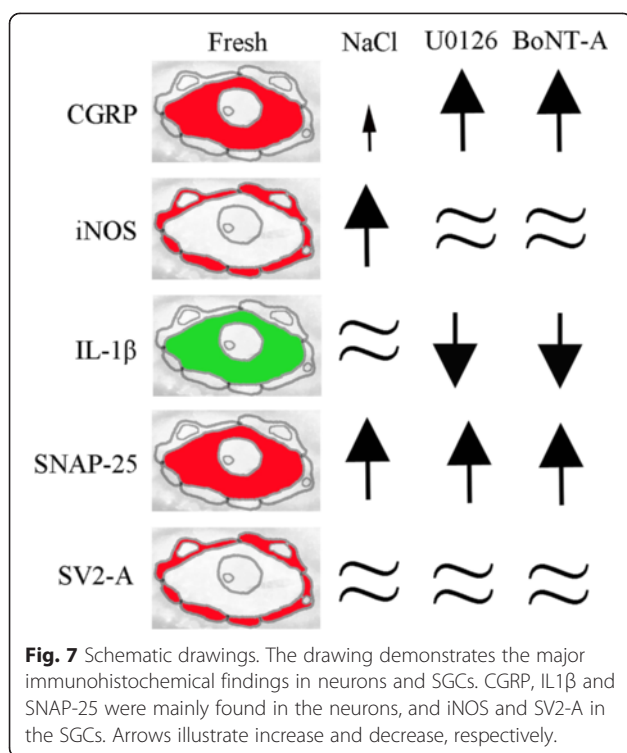 Fresh NaCl U0126 BoNT-A
CGRP
iNOS
IL-1β
SNAP-25
SV2-A
Fig. 7 Schematic drawings. The drawing demonstrates the major
immunohistochemical findings in neurons and SGCs. CGRP, IL1β and
SNAP-25 were mainly found in the neurons, and iNOS and SV2-A in
the SGCs. Arrows illustrate increase and decrease, respectively.